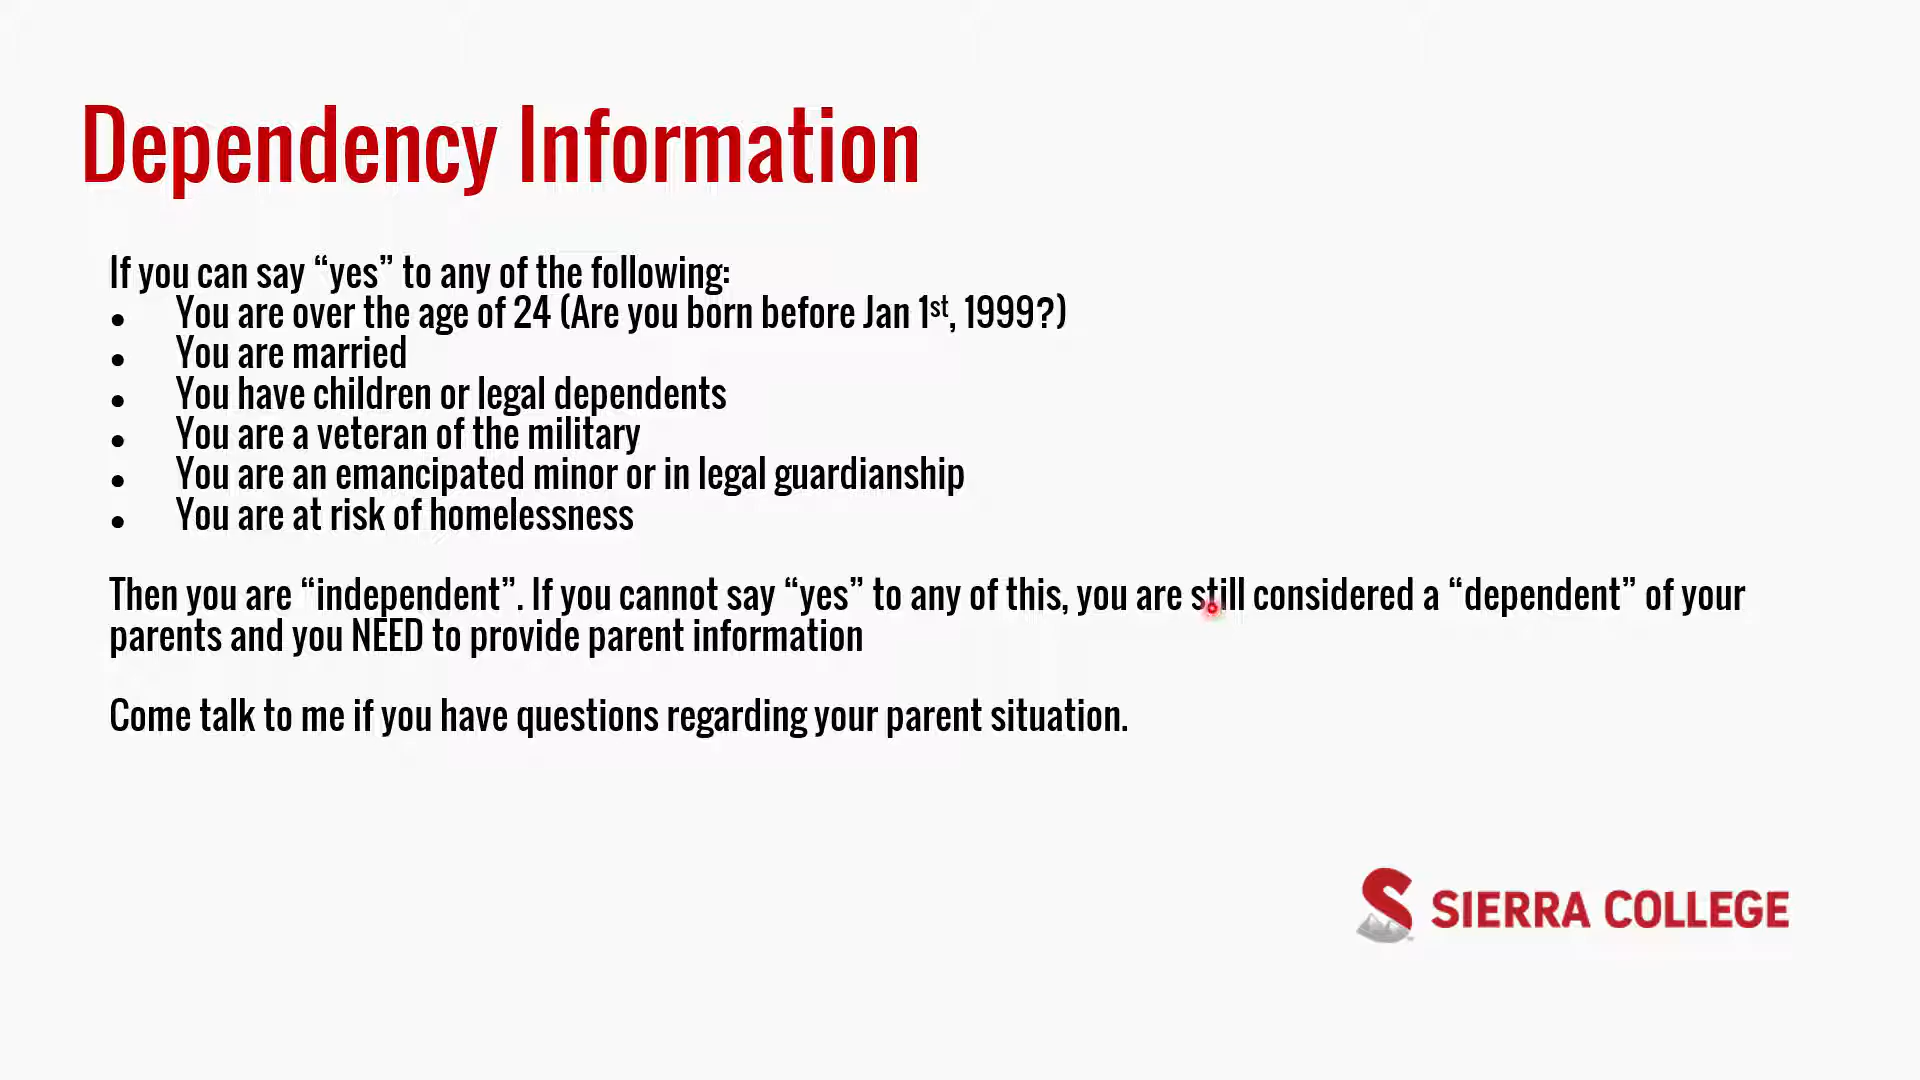 Dependency Information
If you can say “yes” to any of the following:
● You are over the age of 24 (Are you born before Jan 1st, 1999?)
● You are married
● You have children or legal dependents
● You are a veteran of the military
● You are an emancipated minor or in legal guardianship
● You are at risk of homelessness
Then you are “independent”. If you cannot say “yes” to any of this, you are still considered a “dependent” of your
parents and you NEED to provide parent information
Come talk to me if you have questions regarding your parent situation.
SIERRA COLLEGE